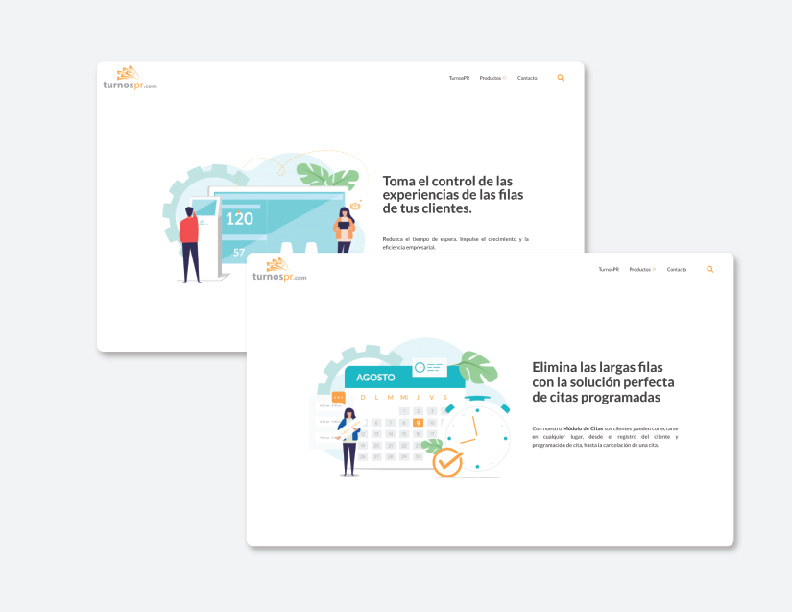 turnospr.com
TurnosPR Productos Contacto
Toma el control de las
experiencias de las filas
de tus clientes.
Reduzca el tiempo de espera. Impulse el crecimiento y la
eficiencia empresarial.
120
57
turnospr.com
TurnosPR Productos Contacto
Elimina las largas filas
con la solución perfecta
de citas programadas
Con nuestro Módulo de Citas sus clientes pueden conectarse
en cualquier lugar, desde el registro del cliente y
programación de cita, hasta la cancelación de una cita.
AGOSTO
D L M Mi J V S